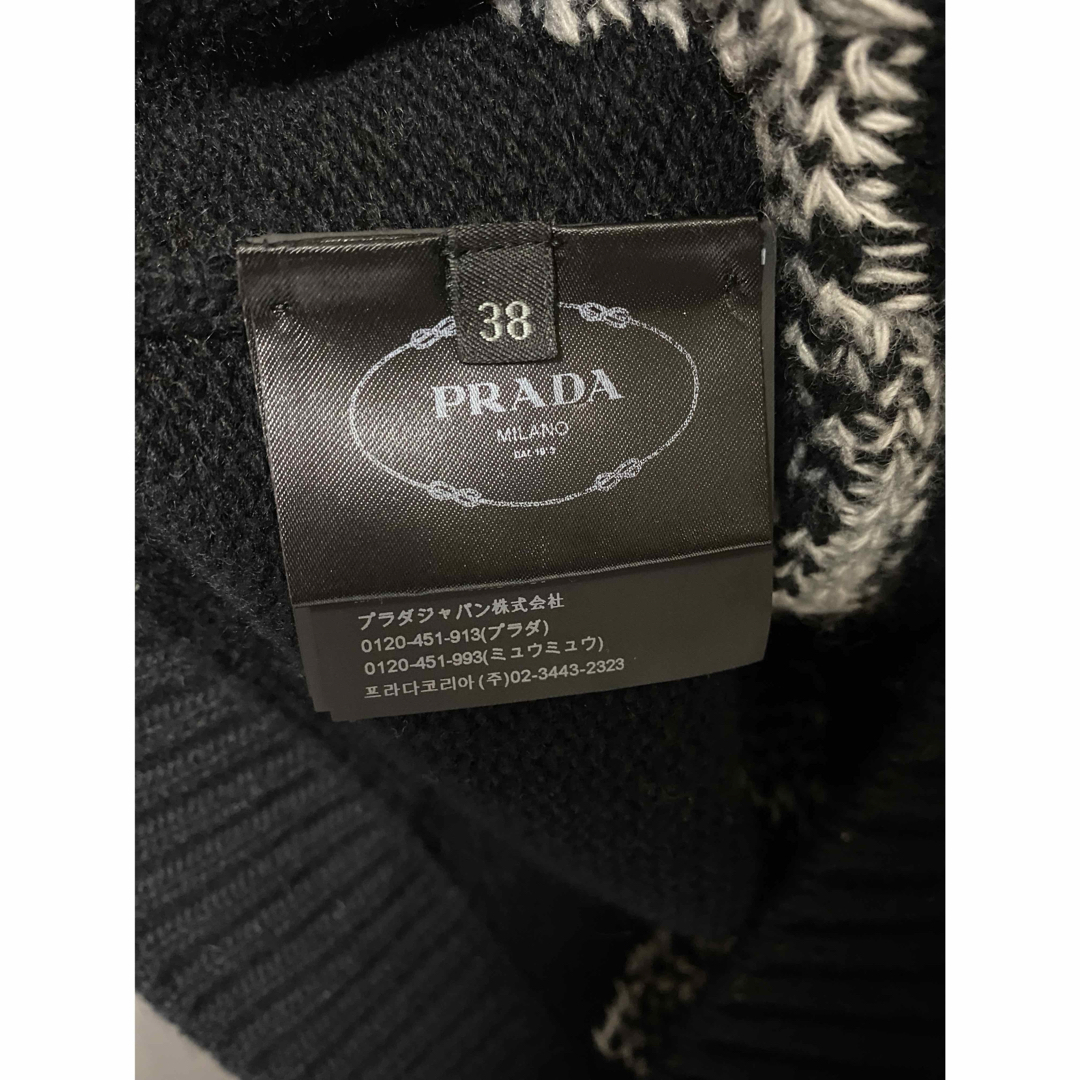 38
PRADA
MILANO
プラダジャパン株式会社
0120-451-913(プラダ)
0120-451-993(ミュウミュウ)
프라다코리아(주)02-3443-2323